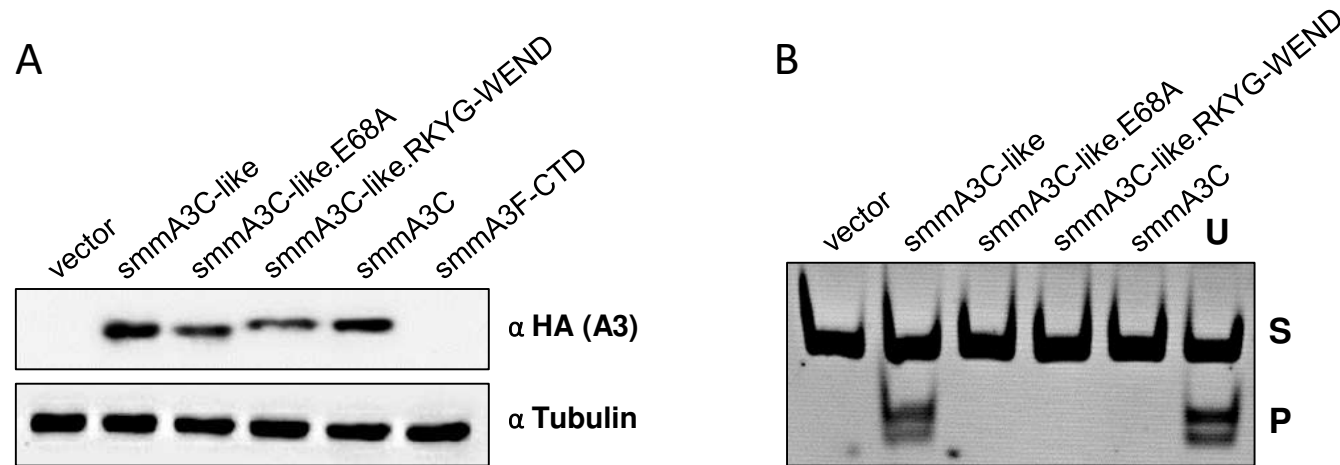 A
vector
smmA3C-like
smmA3C-like.E68A
smmA3C-like.RKYG-WEND
smmA3C
smmA3F-CTD
α HA (A3)
α Tubulin
B
vector
smmA3C-like
smmA3C-like.E68A
smmA3C-like.RKYG-WEND
smmA3C
U
S
P